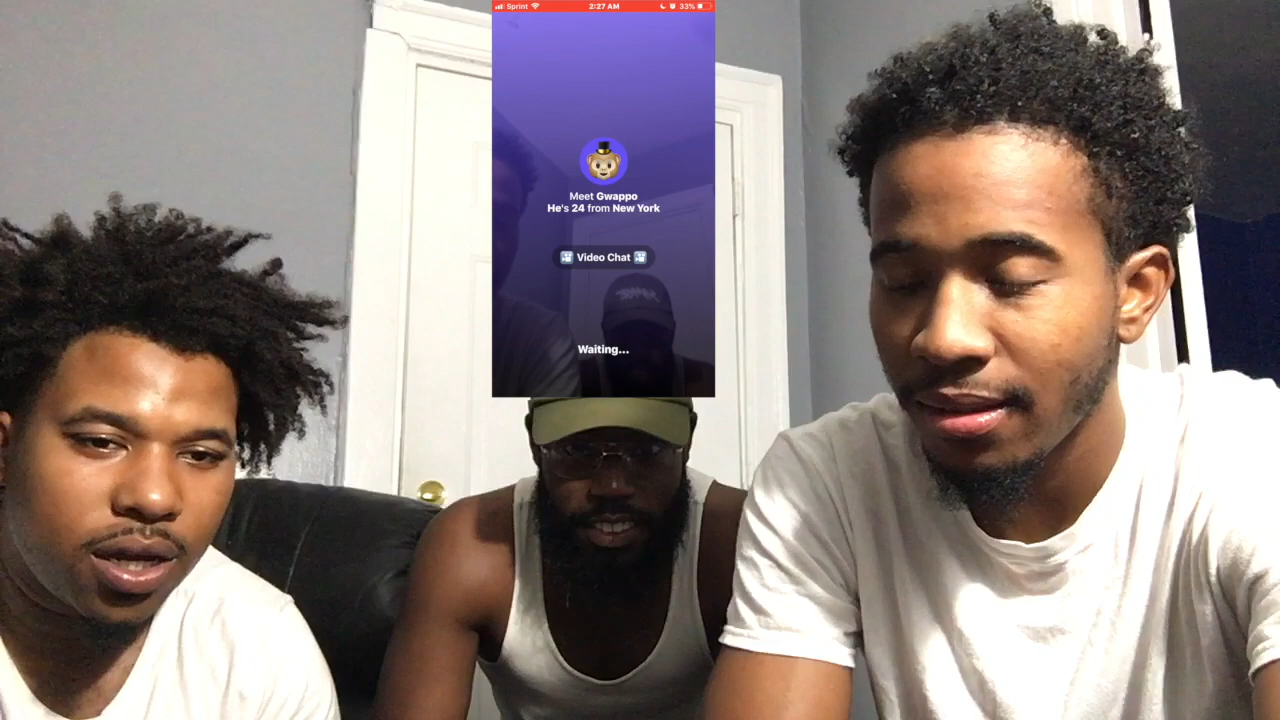 Sprint 2:27 AM 33%
Meet Gwappo
He's 24 from New York
Video Chat
Waiting...